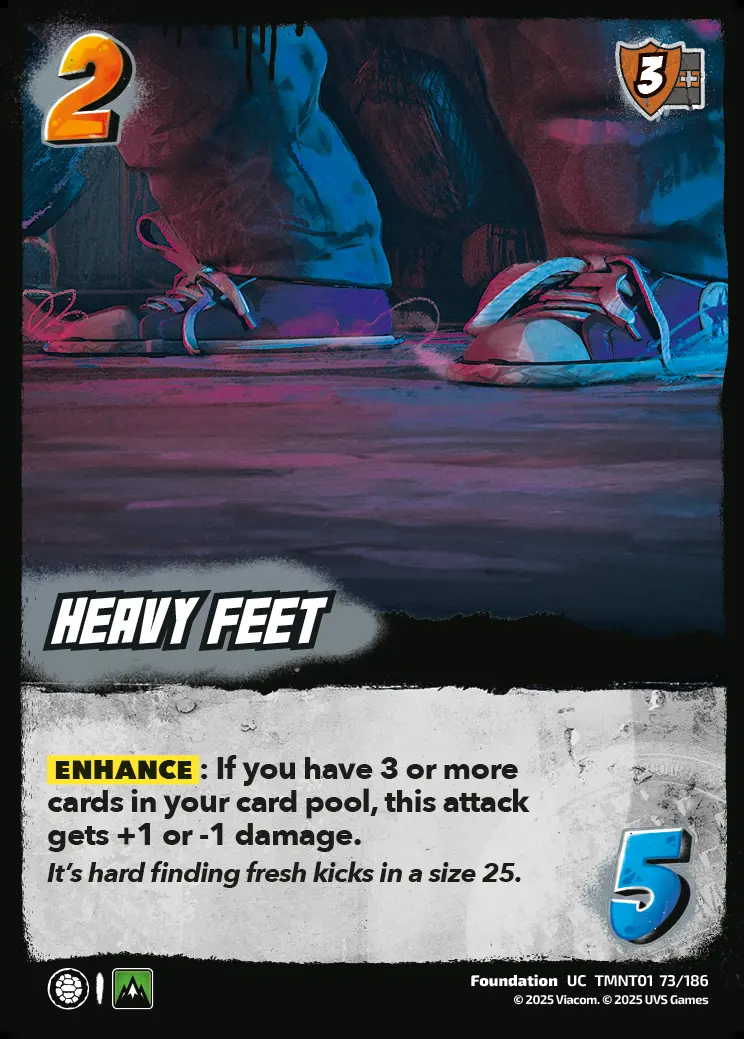 2
3
HEAVY FEET
ENHANCE: If you have 3 or more
cards in your card pool, this attack
gets +1 or -1 damage.
It's hard finding fresh kicks in a size 25.
5
Foundation UC TMNT01 73/186
© 2025 Viacom. © 2025 UVS Games